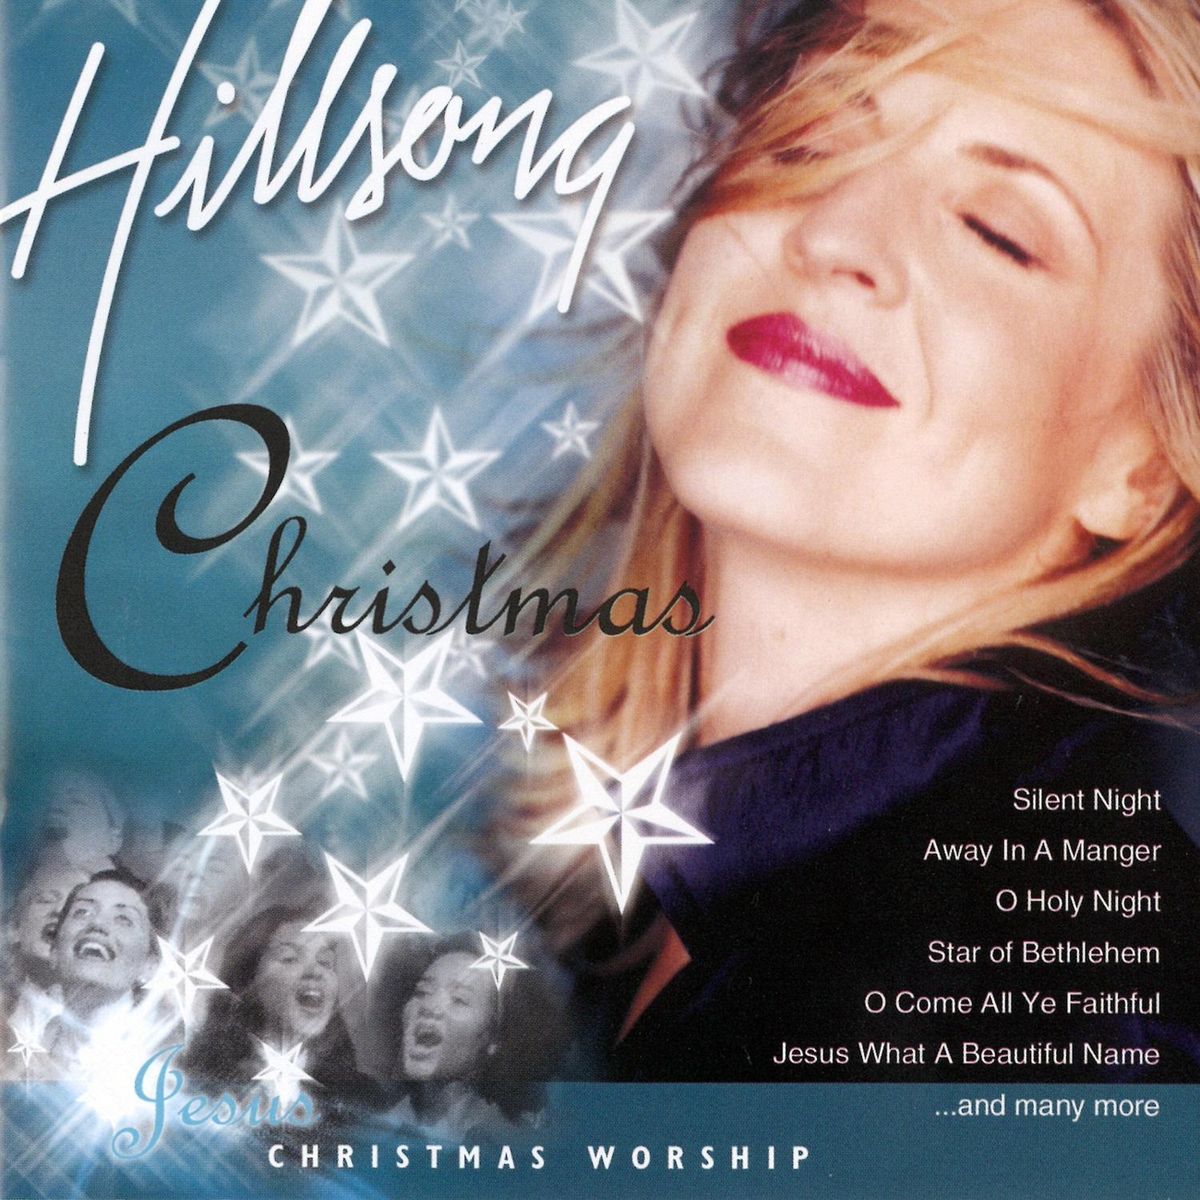 Hillsong
Christmas
Silent Night
Away In A Manger
O Holy Night
Star of Bethlehem
O Come All Ye Faithful
Jesus What A Beautiful Name
...and many more
Jesus
CHRISTMAS WORSHIP